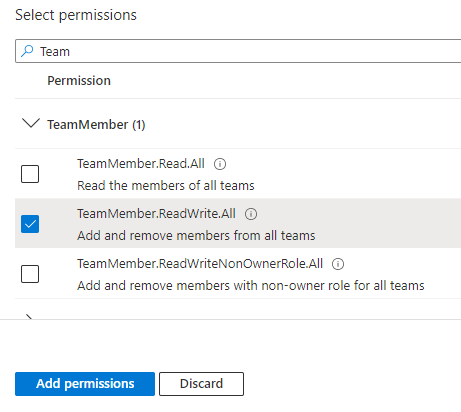 Select permissions
Team
Permission
TeamMember (1)
TeamMember.Read.All
Read the members of all teams
TeamMember.ReadWrite.All
Add and remove members from all teams
TeamMember.ReadWriteNonOwnerRole.All
Add and remove members with non-owner role for all teams
Add permissions Discard